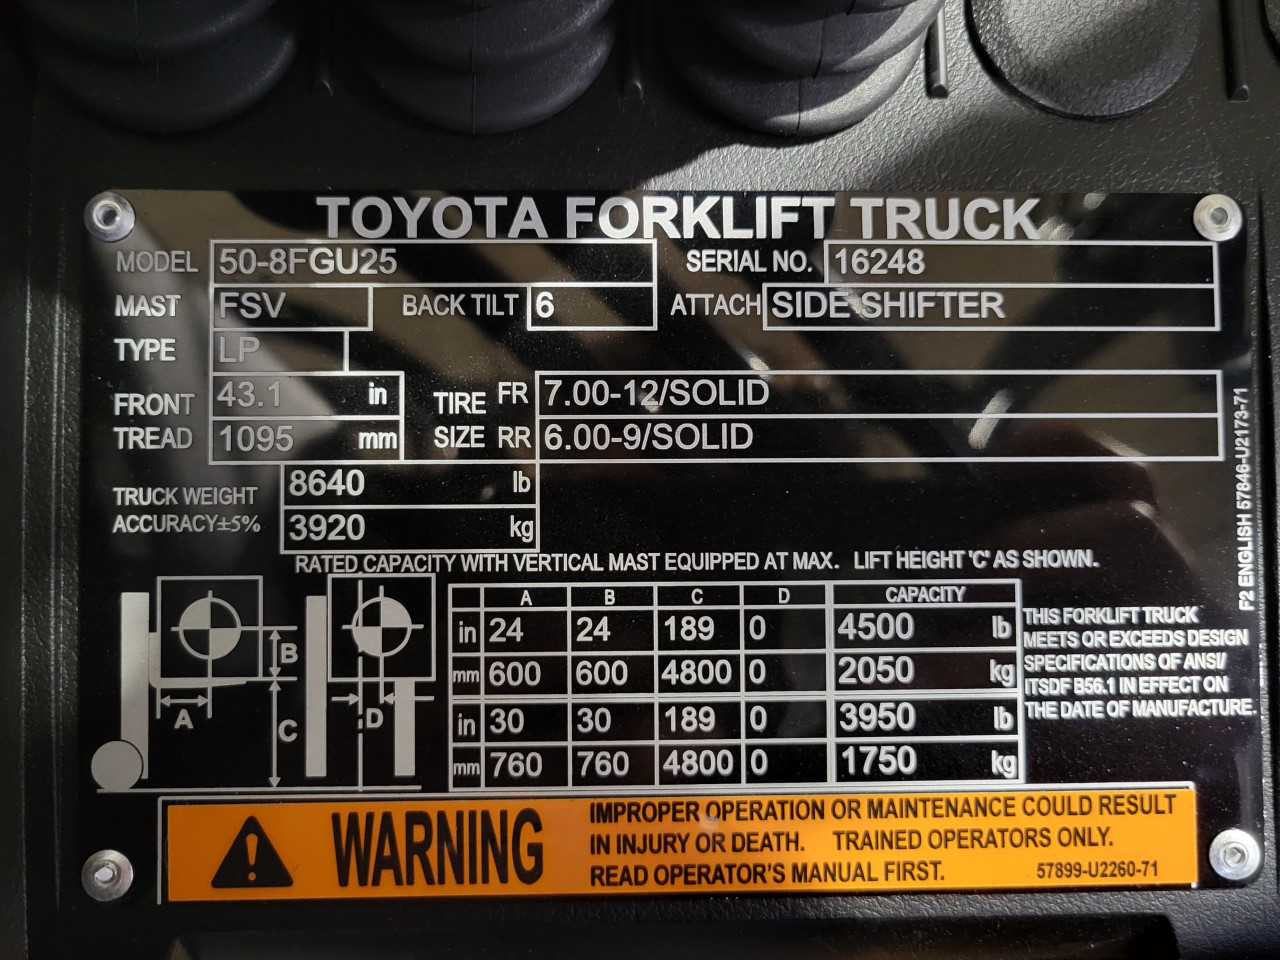 TOYOTA FORKLIFT TRUCK
MODEL 50-8FGU25 SERIAL NO. 16248
MAST FSV BACK TILT 6 ATTACH SIDE SHIFTER
TYPE LP
FRONT TREAD 43.1 in 1095 mm
TIRE SIZE FR 7.00-12/SOLID
RR 6.00-9/SOLID
TRUCK WEIGHT 8640 lb
ACCURACY±5% 3920 kg
RATED CAPACITY WITH VERTICAL MAST EQUIPPED AT MAX. LIFT HEIGHT 'C' AS SHOWN.
A B C D
A B C D CAPACITY
in 24 24 189 0 4500 lb
mm 600 600 4800 0 2050 kg
in 30 30 189 0 3950 lb
mm 760 760 4800 0 1750 kg
THIS FORKLIFT TRUCK
MEETS OR EXCEEDS DESIGN
SPECIFICATIONS OF ANSI/
ITSDF B56.1 IN EFFECT ON
THE DATE OF MANUFACTURE.
F2 ENGLISH 57846-U2173-71
WARNING
IMPROPER OPERATION OR MAINTENANCE COULD RESULT
IN INJURY OR DEATH. TRAINED OPERATORS ONLY.
READ OPERATOR'S MANUAL FIRST. 57899-U2260-71